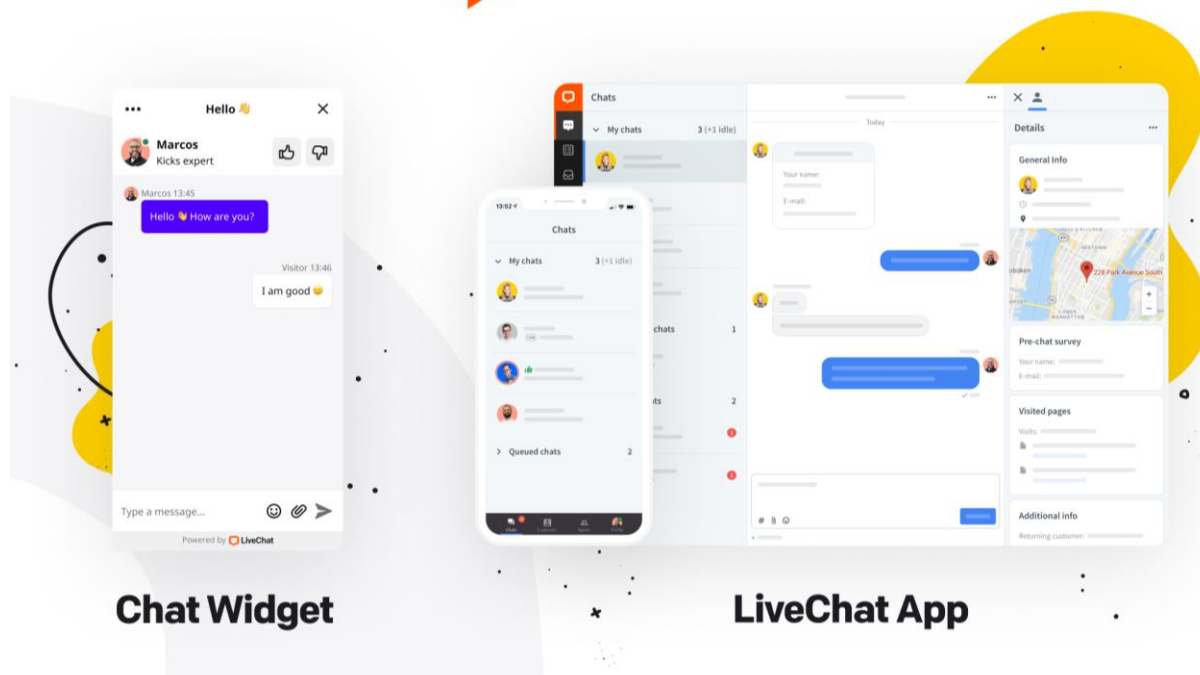 Hello 👋
Marcos
Kicks expert
Marcos 13:45
Hello 👋 How are you?
Visitor 13:46
I am good 😄
Type a message...
Powered by LiveChat
Chat Widget
13:52
Chats
My chats 3 (+1 idle)
Queued chats 2
Chats
Chats
My chats 3 (+1 idle)
chats 1
2
Today
Your name:
E-mail:
Details
General Info
228 Park Avenue South
LOWER
MANHATTAN
Pre-chat survey
Your name:
E-mail:
Visited pages
Visits:
Additional info
Returning customer:
LiveChat App